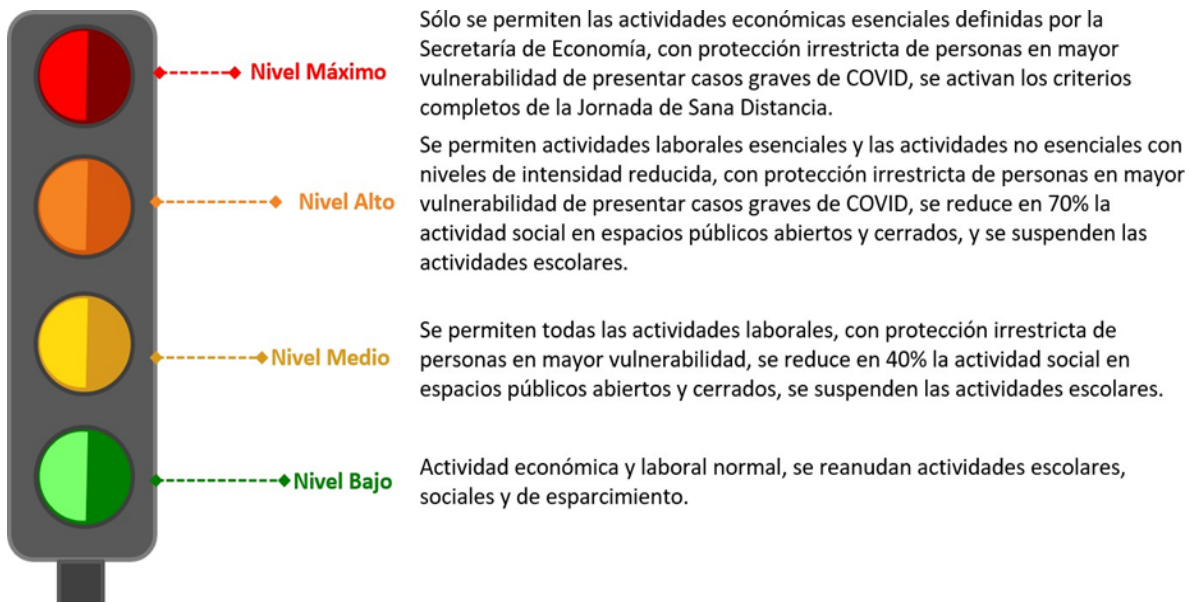 Nivel Máximo
Sólo se permiten las actividades económicas esenciales definidas por la
Secretaría de Economía, con protección irrestricta de personas en mayor
vulnerabilidad de presentar casos graves de COVID, se activan los criterios
completos de la Jornada de Sana Distancia.
Nivel Alto
Se permiten actividades laborales esenciales y las actividades no esenciales con
niveles de intensidad reducida, con protección irrestricta de personas en mayor
vulnerabilidad de presentar casos graves de COVID, se reduce en 70% la
actividad social en espacios públicos abiertos y cerrados, y se suspenden las
actividades escolares.
Nivel Medio
Se permiten todas las actividades laborales, con protección irrestricta de
personas en mayor vulnerabilidad, se reduce en 40% la actividad social en
espacios públicos abiertos y cerrados, se suspenden las actividades escolares.
Nivel Bajo
Actividad económica y laboral normal, se reanudan actividades escolares,
sociales y de esparcimiento.